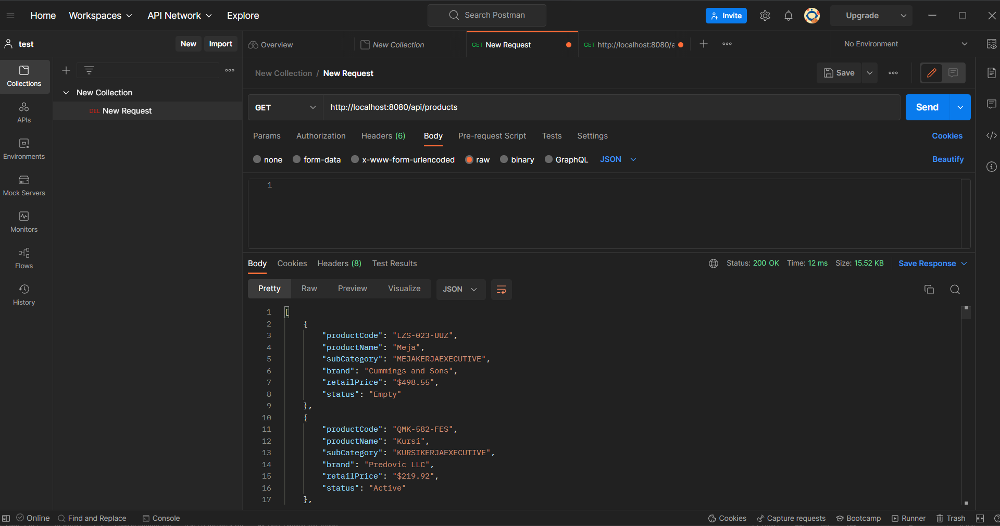 Home Workspaces API Network Explore Search Postman Invite Upgrade
test New Import Overview New Collection GET New Request GET http://localhost:8080/a No Environment
Collections
APIs
Environments
Mock Servers
Monitors
Flows
History
New Collection
DEL New Request
New Collection / New Request Save
GET http://localhost:8080/api/products Send
Params Authorization Headers (6) Body Pre-request Script Tests Settings Cookies
none form-data x-www-form-urlencoded raw binary GraphQL JSON Beautify
1
Body Cookies Headers (8) Test Results Status: 200 OK Time: 12 ms Size: 15.52 KB Save Response
Pretty Raw Preview Visualize JSON
1 [
2 {
3 "productCode": "LZS-023-UUZ",
4 "productName": "Meja",
5 "subCategory": "MEJAKERJAEXECUTIVE",
6 "brand": "Cummings and Sons",
7 "retailPrice": "$498.55",
8 "status": "Empty"
9 },
10 {
11 "productCode": "QMK-582-FES",
12 "productName": "Kursi",
13 "subCategory": "KURSIKERJAEXECUTIVE",
14 "brand": "Predovic LLC",
15 "retailPrice": "$219.92",
16 "status": "Active"
17 },
Online Find and Replace Console Cookies Capture requests Bootcamp Runner Trash